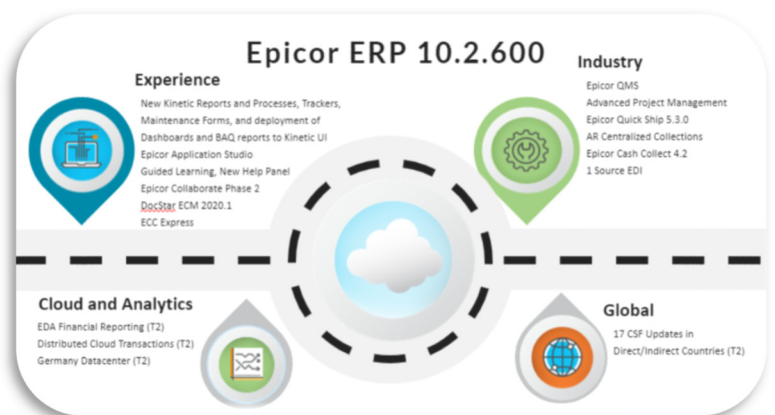 Epicor ERP 10.2.600
Experience
New Kinetic Reports and Processes, Trackers,
Maintenance Forms, and deployment of
Dashboards and BAQ reports to Kinetic UI
Epicor Application Studio
Guided Learning, New Help Panel
Epicor Collaborate Phase 2
DocStar ECM 2020.1
ECC Express
Industry
Epicor QMS
Advanced Project Management
Epicor Quick Ship 5.3.0
AR Centralized Collections
Epicor Cash Collect 4.2
1 Source EDI
Cloud and Analytics
EDA Financial Reporting (T2)
Distributed Cloud Transactions (T2)
Germany Datacenter (T2)
Global
17 CSF Updates in
Direct/Indirect Countries (T2)